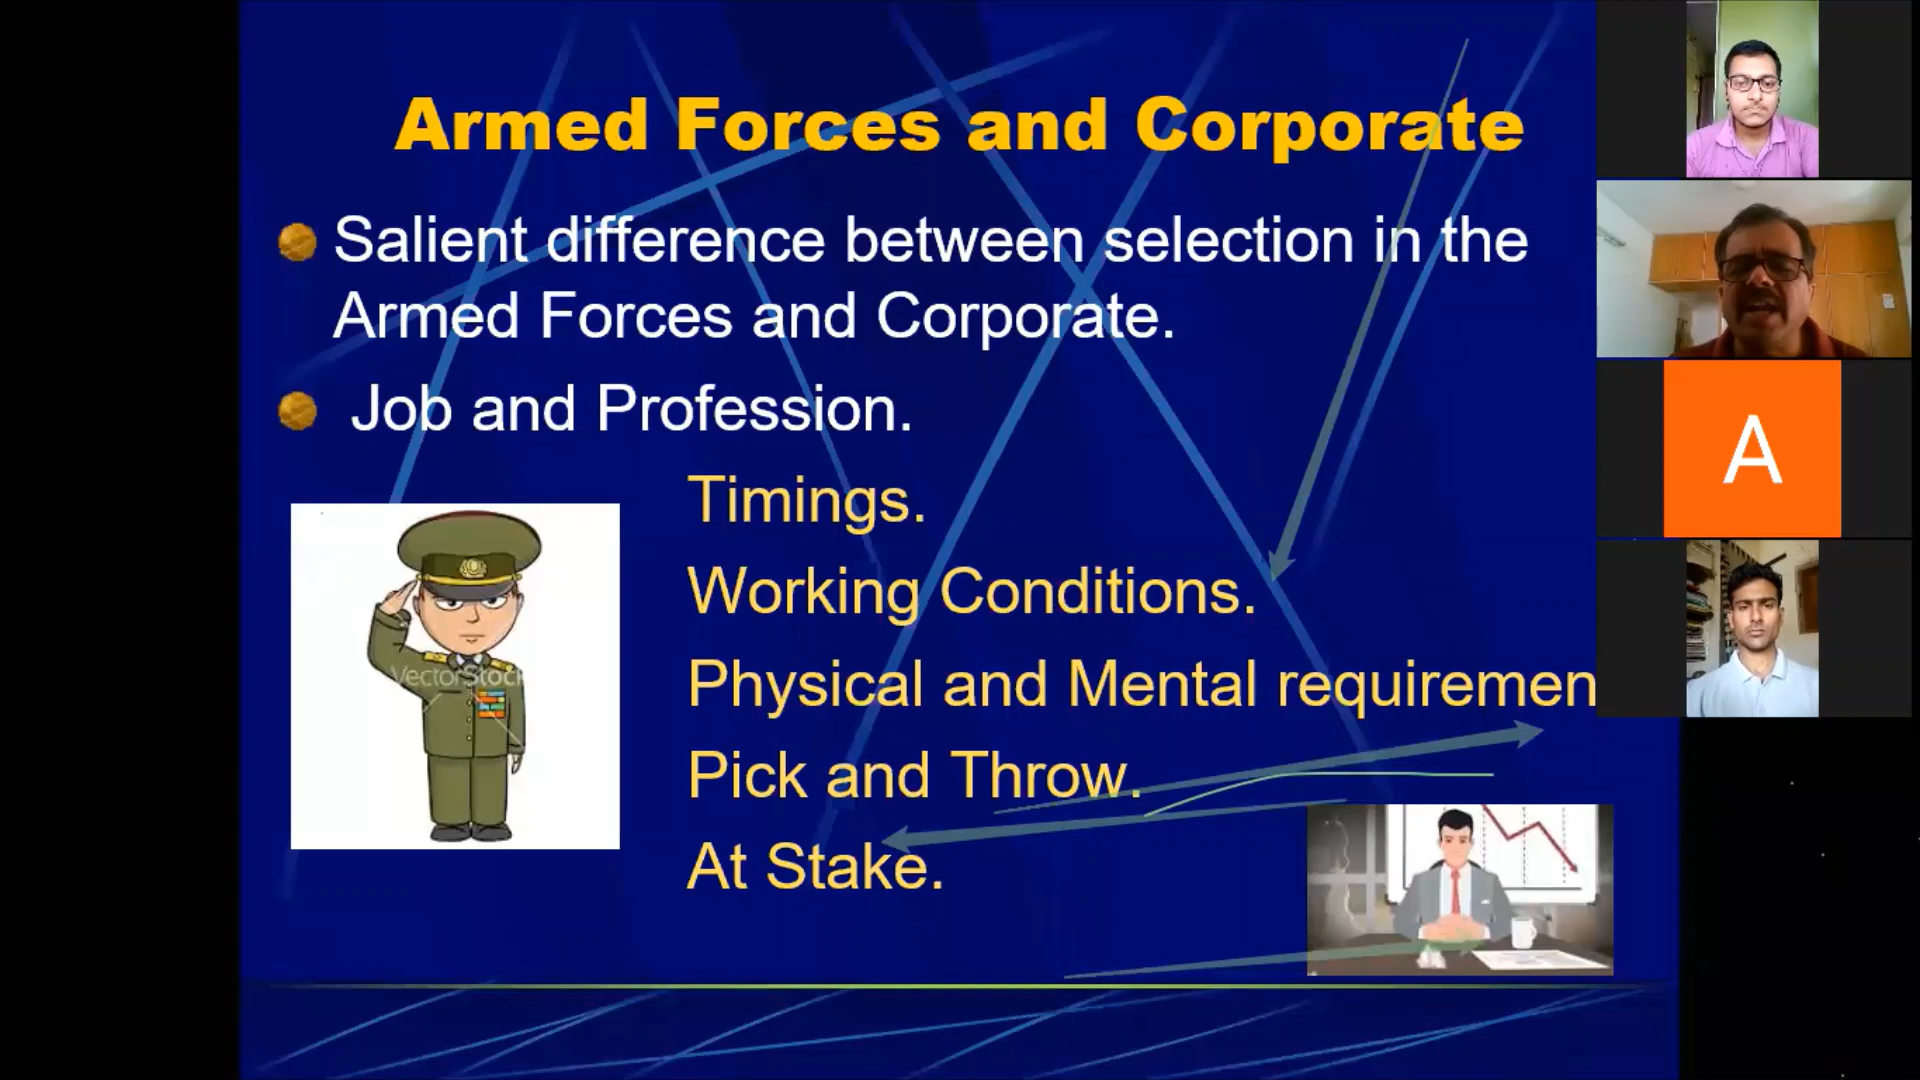 Armed Forces and Corporate
Salient difference between selection in the
Armed Forces and Corporate.
Job and Profession.
Timings.
Working Conditions.
Physical and Mental requiremen
Pick and Throw.
At Stake.
VectorStock
A